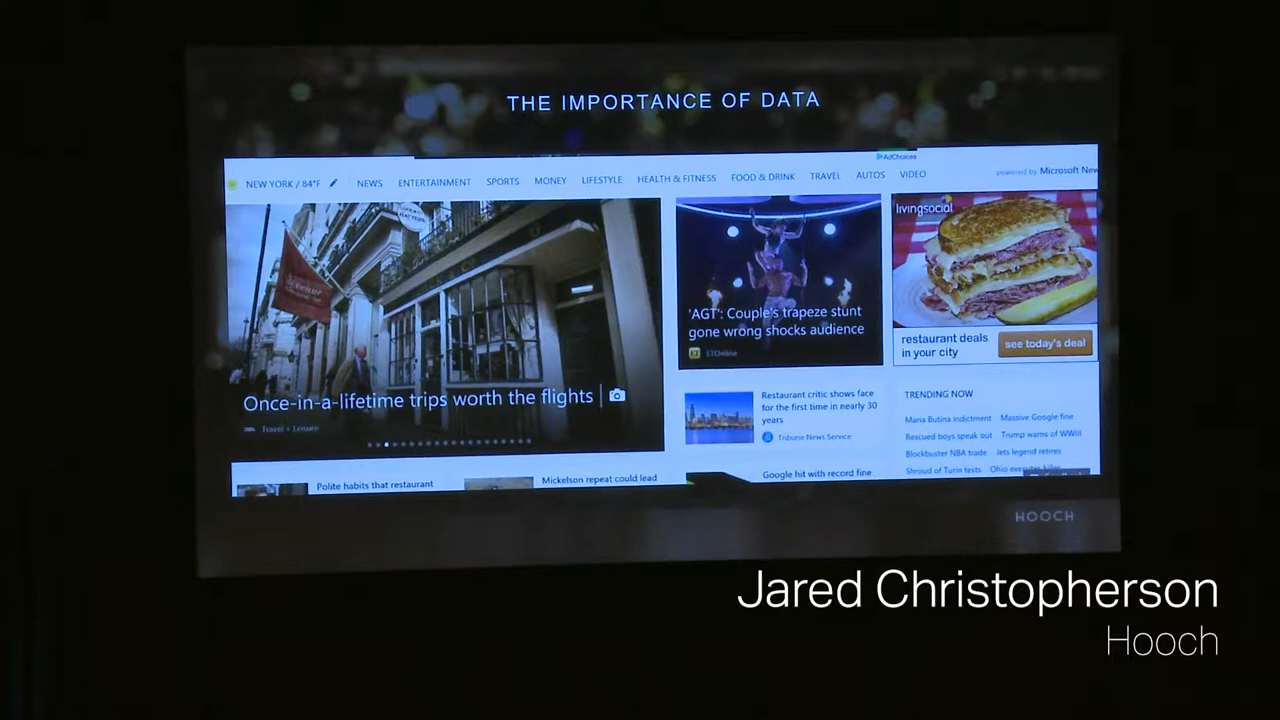 THE IMPORTANCE OF DATA
AdChoices
NEW YORK / 84°F NEWS ENTERTAINMENT SPORTS MONEY LIFESTYLE HEALTH & FITNESS FOOD & DRINK TRAVEL AUTOS VIDEO powered by Microsoft New
livingsocial
'AGT': Couple's trapeze stunt
gone wrong shocks audience
ETOnline
restaurant deals
in your city
see today's deal
Once-in-a-lifetime trips worth the flights
Travel + Leisure
Restaurant critic shows face
for the first time in nearly 30
years
Tribune News Service
TRENDING NOW
Maria Butina indictment Massive Google fine
Rescued boys speak out Trump warns of WWIII
Blockbuster NBA trade Jets legend retires
Shroud of Turin tests Ohio executes killer
Polite habits that restaurant
Mickelson repeat could lead
Google hit with record fine
HOOCH
Jared Christopherson
Hooch